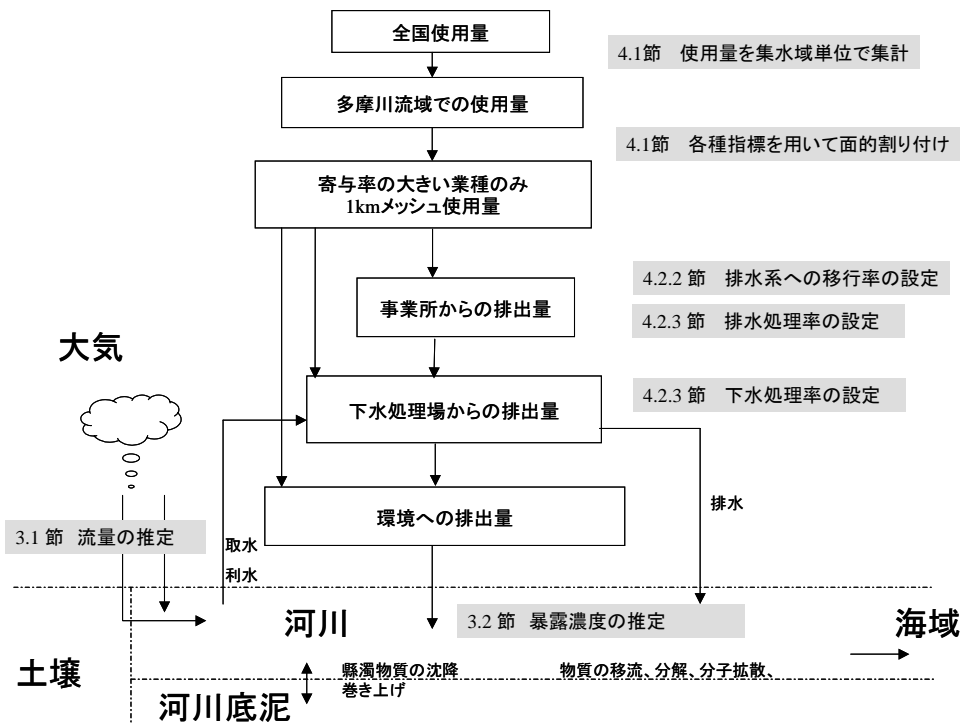 全国使用量
4.1節 使用量を集水域単位で集計
多摩川流域での使用量
4.1節 各種指標を用いて面的割り付け
寄与率の大きい業種のみ
1kmメッシュ使用量
4.2.2 節 排水系への移行率の設定
事業所からの排出量
4.2.3 節 排水処理率の設定
大気
4.2.3 節 下水処理率の設定
下水処理場からの排出量
排水
環境への排出量
3.1 節 流量の推定
取水
利水
河川
3.2 節 暴露濃度の推定
海域
土壌
縣濁物質の沈降
巻き上げ
物質の移流、分解、分子拡散、
河川底泥